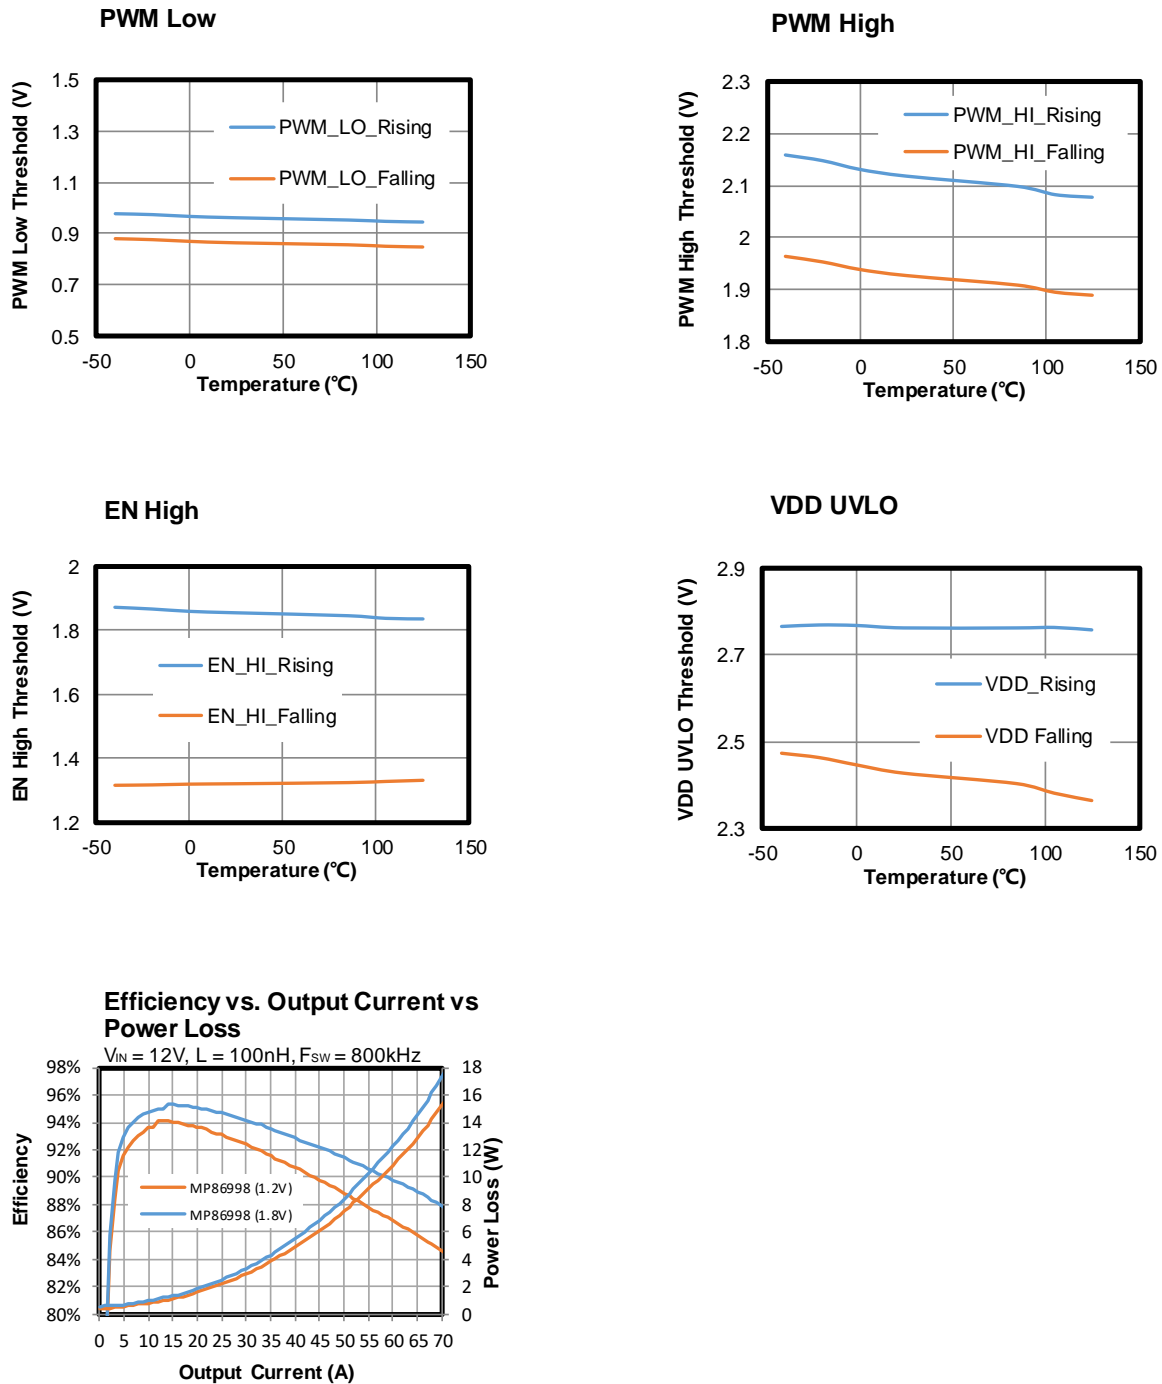 PWM Low
PWM Low Threshold (V)
1.5
1.3
1.1
0.9
0.7
0.5
PWM_LO_Rising
PWM_LO_Falling
-50 0 50 100 150
Temperature (℃)
PWM High
PWM High Threshold (V)
2.3
2.2
2.1
2
1.9
1.8
PWM_HI_Rising
PWM_HI_Falling
-50 0 50 100 150
Temperature (℃)
EN High
EN High Threshold (V)
2
1.8
1.6
1.4
1.2
EN_HI_Rising
EN_HI_Falling
-50 0 50 100 150
Temperature (℃)
VDD UVLO
VDD UVLO Threshold (V)
2.9
2.7
2.5
2.3
VDD_Rising
VDD Falling
-50 0 50 100 150
Temperature (℃)
Efficiency vs. Output Current vs
Power Loss
VIN = 12V, L = 100nH, FSW = 800kHz
Efficiency
98%
96%
94%
92%
90%
88%
86%
84%
82%
80%
MP86998 (1.2V)
MP86998 (1.8V)
18
16
14
12
10
8
6
4
2
0
Power Loss (W)
0 5 10 15 20 25 30 35 40 45 50 55 60 65 70
Output Current (A)